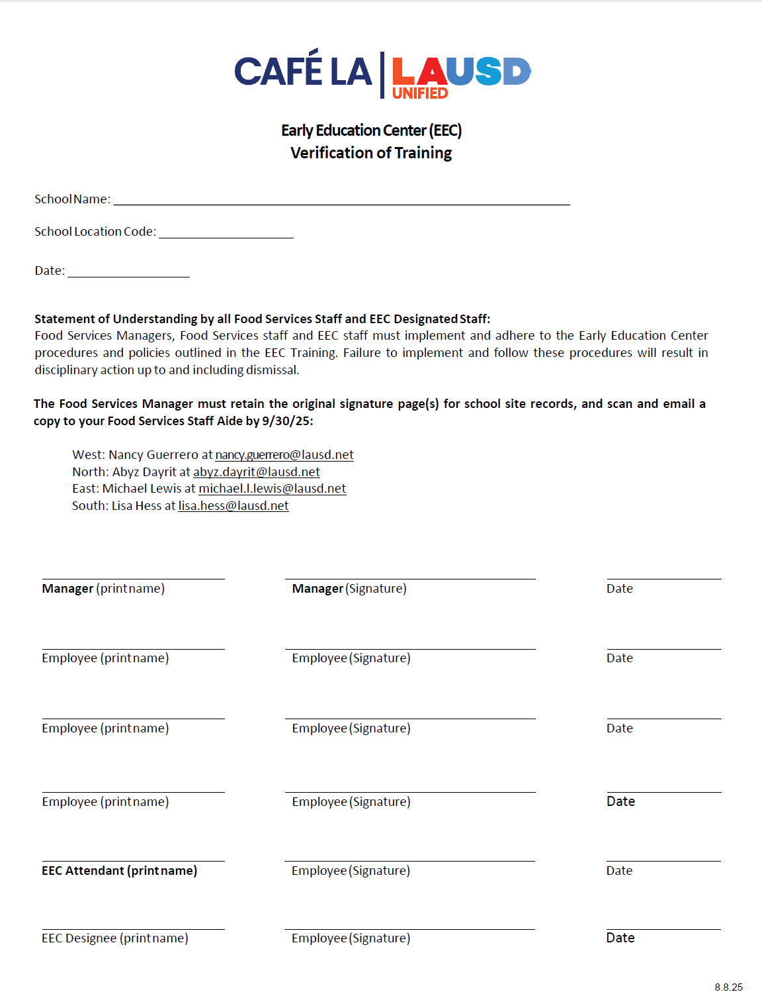 CAFÉ LA | LAUSD
UNIFIED
Early Education Center (EEC)
Verification of Training
School Name: ____________________
School Location Code: ____________________
Date: ____________________
Statement of Understanding by all Food Services Staff and EEC Designated Staff:
Food Services Managers, Food Services staff and EEC staff must implement and adhere to the Early Education Center
procedures and policies outlined in the EEC Training. Failure to implement and follow these procedures will result in
disciplinary action up to and including dismissal.
The Food Services Manager must retain the original signature page(s) for school site records, and scan and email a
copy to your Food Services Staff Aide by 9/30/25:
West: Nancy Guerrero at nancy.guerrero@lausd.net
North: Abyz Dayrit at abyz.dayrit@lausd.net
East: Michael Lewis at michael.l.lewis@lausd.net
South: Lisa Hess at lisa.hess@lausd.net
Manager (print name) Manager (Signature) Date
Employee (print name) Employee (Signature) Date
Employee (print name) Employee (Signature) Date
Employee (print name) Employee (Signature) Date
EEC Attendant (print name) Employee (Signature) Date
EEC Designee (print name) Employee (Signature) Date
8.8.25